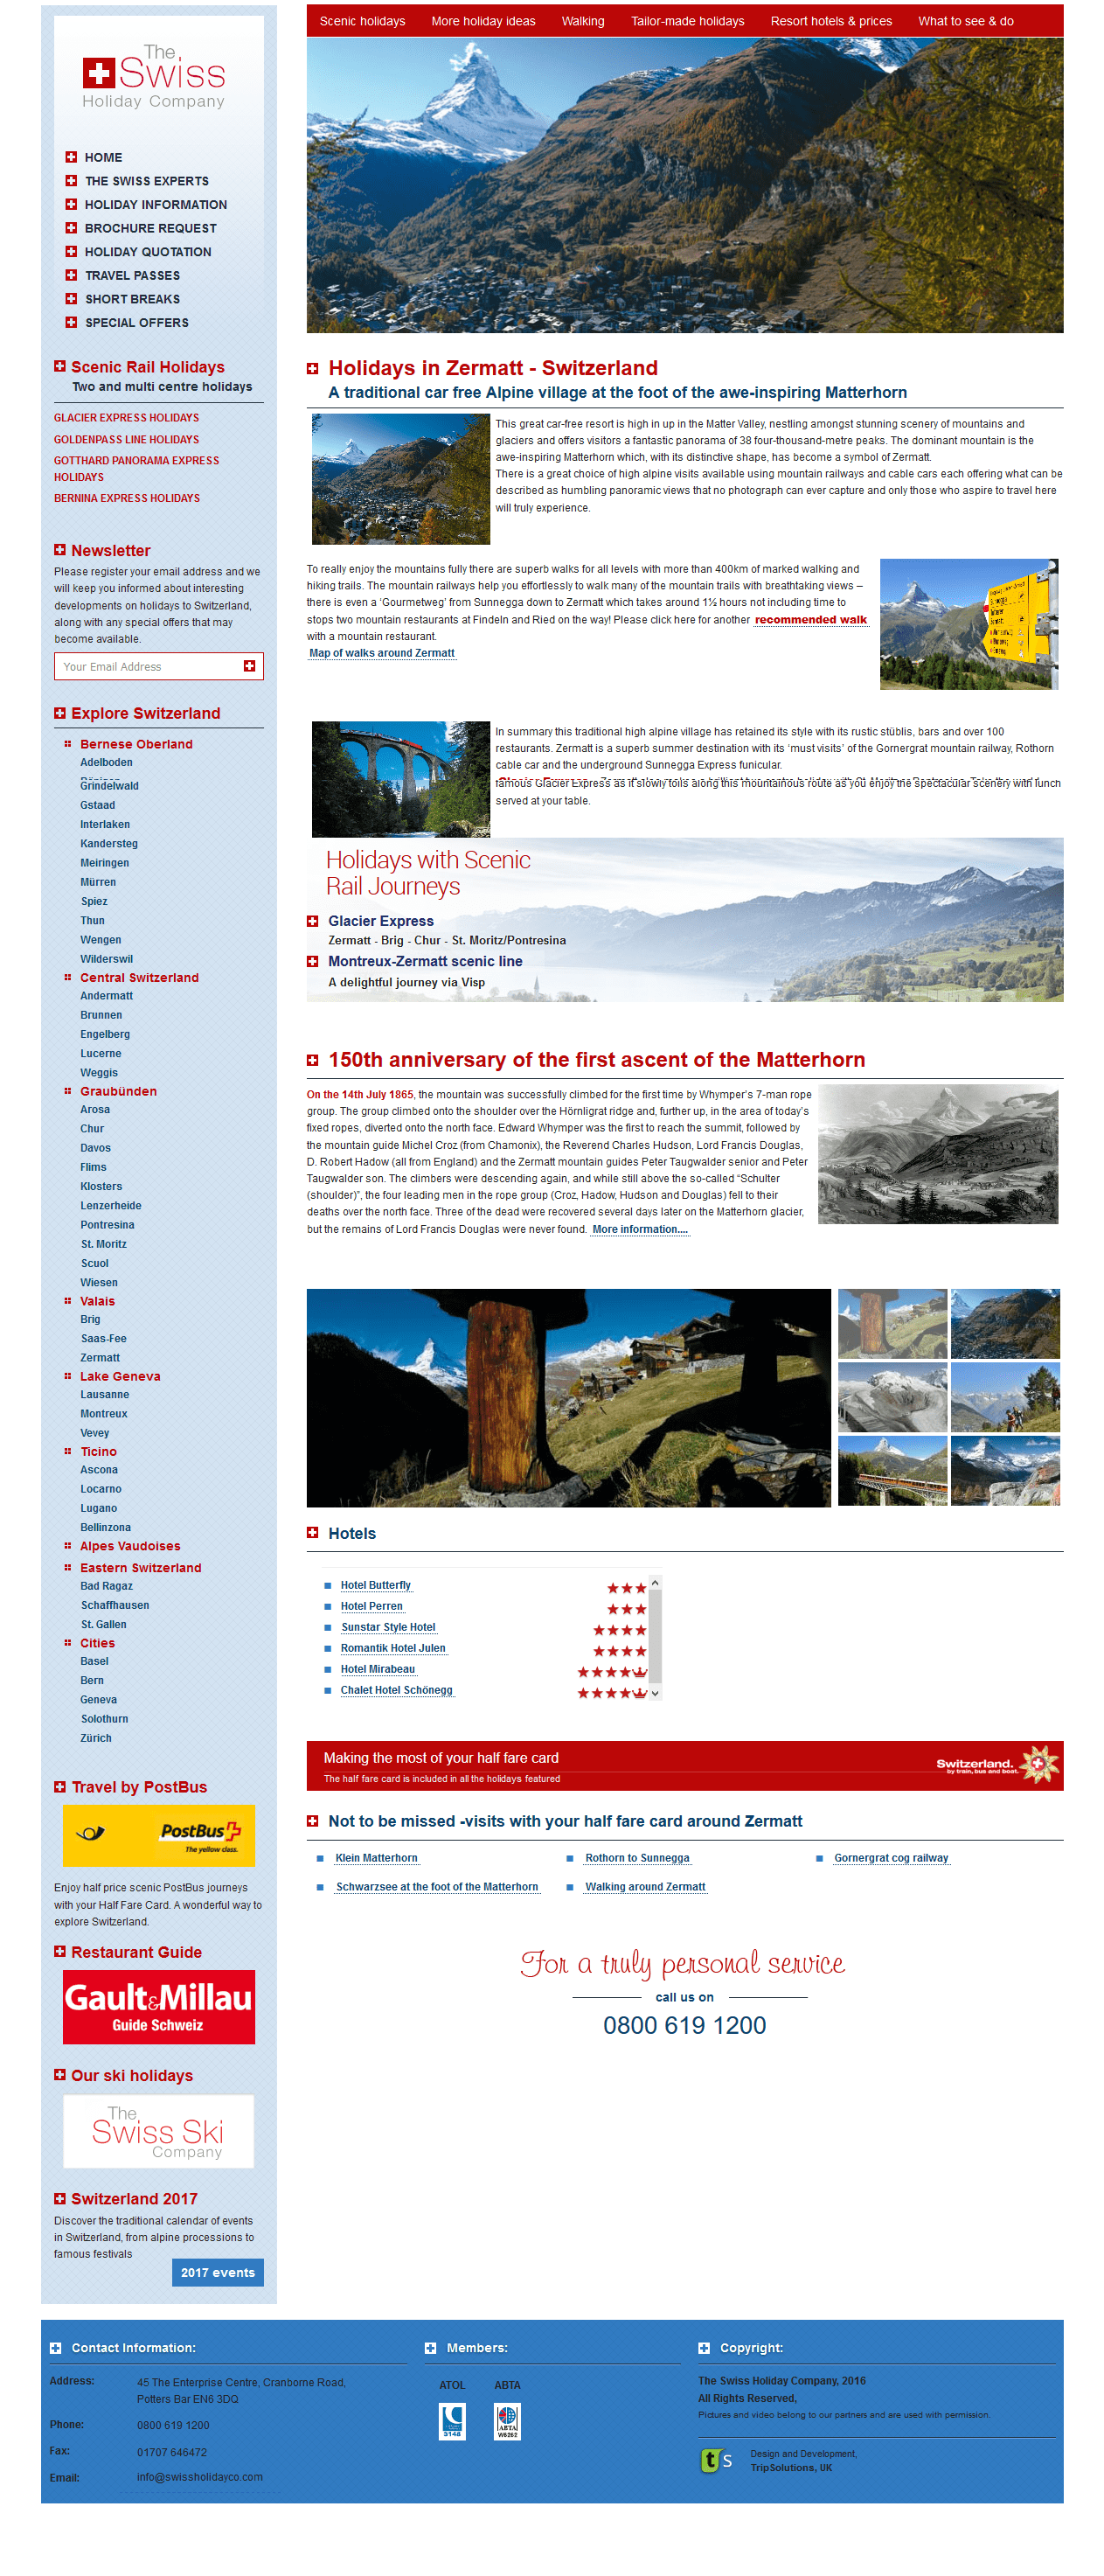 The
Swiss
Holiday Company
HOME
THE SWISS EXPERTS
HOLIDAY INFORMATION
BROCHURE REQUEST
HOLIDAY QUOTATION
TRAVEL PASSES
SHORT BREAKS
SPECIAL OFFERS
Scenic Rail Holidays
Two and multi centre holidays
GLACIER EXPRESS HOLIDAYS
GOLDENPASS LINE HOLIDAYS
GOTTHARD PANORAMA EXPRESS
HOLIDAYS
BERNINA EXPRESS HOLIDAYS
Newsletter
Please register your email address and we
will keep you informed about interesting
developments on holidays to Switzerland,
along with any special offers that may
become available.
Your Email Address
Explore Switzerland
Bernese Oberland
Adelboden
Grindelwald
Gstaad
Interlaken
Kandersteg
Meiringen
Mürren
Spiez
Thun
Wengen
Wilderswil
Central Switzerland
Andermatt
Brunnen
Engelberg
Lucerne
Weggis
Graubünden
Arosa
Chur
Davos
Flims
Klosters
Lenzerheide
Pontresina
St. Moritz
Scuol
Wiesen
Valais
Brig
Saas-Fee
Zermatt
Lake Geneva
Lausanne
Montreux
Vevey
Ticino
Ascona
Locarno
Lugano
Bellinzona
Alpes Vaudoises
Eastern Switzerland
Bad Ragaz
Schaffhausen
St. Gallen
Cities
Basel
Bern
Geneva
Solothurn
Zürich
Travel by PostBus
PostBus
The yellow class.
Enjoy half price scenic PostBus journeys
with your Half Fare Card. A wonderful way to
explore Switzerland.
Restaurant Guide
Gault&Millau
Guide Schweiz
Our ski holidays
The
Swiss Ski
Company
Switzerland 2017
Discover the traditional calendar of events
in Switzerland, from alpine processions to
famous festivals
2017 events
Scenic holidays More holiday ideas Walking Tailor-made holidays Resort hotels & prices What to see & do
Holidays in Zermatt - Switzerland
A traditional car free Alpine village at the foot of the awe-inspiring Matterhorn
This great car-free resort is high in up in the Matter Valley, nestling amongst stunning scenery of mountains and
glaciers and offers visitors a fantastic panorama of 38 four-thousand-metre peaks. The dominant mountain is the
awe-inspiring Matterhorn which, with its distinctive shape, has become a symbol of Zermatt.
There is a great choice of high alpine visits available using mountain railways and cable cars each offering what can be
described as humbling panoramic views that no photograph can ever capture and only those who aspire to travel here
will truly experience.
To really enjoy the mountains fully there are superb walks for all levels with more than 400km of marked walking and
hiking trails. The mountain railways help you effortlessly to walk many of the mountain trails with breathtaking views –
there is even a ‘Gourmetweg’ from Sunnegga down to Zermatt which takes around 1½ hours not including time to
stops two mountain restaurants at Findeln and Ried on the way! Please click here for another recommended walk
with a mountain restaurant.
Map of walks around Zermatt
In summary this traditional high alpine village has retained its style with its rustic stüblis, bars and over 100
restaurants. Zermatt is a superb summer destination with its ‘must visits’ of the Gornergrat mountain railway, Rothorn
cable car and the underground Sunnegga Express funicular.
famous Glacier Express as it slowly toils along this mountainous route as you enjoy the spectacular scenery with lunch
served at your table.
Holidays with Scenic
Rail Journeys
Glacier Express
Zermatt - Brig - Chur - St. Moritz/Pontresina
Montreux-Zermatt scenic line
A delightful journey via Visp
150th anniversary of the first ascent of the Matterhorn
On the 14th July 1865, the mountain was successfully climbed for the first time by Whymper's 7-man rope
group. The group climbed onto the shoulder over the Hörnligrat ridge and, further up, in the area of today's
fixed ropes, diverted onto the north face. Edward Whymper was the first to reach the summit, followed by
the mountain guide Michel Croz (from Chamonix), the Reverend Charles Hudson, Lord Francis Douglas,
D. Robert Hadow (all from England) and the Zermatt mountain guides Peter Taugwalder senior and Peter
Taugwalder son. The climbers were descending again, and while still above the so-called “Schulter
(shoulder)”, the four leading men in the rope group (Croz, Hadow, Hudson and Douglas) fell to their
deaths over the north face. Three of the dead were recovered several days later on the Matterhorn glacier,
but the remains of Lord Francis Douglas were never found. More information....
Hotels
Hotel Butterfly
Hotel Perren
Sunstar Style Hotel
Romantik Hotel Julen
Hotel Mirabeau
Chalet Hotel Schönegg
Making the most of your half fare card
The half fare card is included in all the holidays featured
Switzerland.
by train, bus and boat.
Not to be missed -visits with your half fare card around Zermatt
Klein Matterhorn Rothorn to Sunnegga Gornergrat cog railway
Schwarzsee at the foot of the Matterhorn Walking around Zermatt
For a truly personal service
call us on
0800 619 1200
Contact Information:
Address: 45 The Enterprise Centre, Cranborne Road,
Potters Bar EN6 3DQ
Phone: 0800 619 1200
Fax: 01707 646472
Email: info@swissholidayco.com
Members:
ATOL ABTA
3148
ABTA
W6262
Copyright:
The Swiss Holiday Company, 2016
All Rights Reserved,
Pictures and video belong to our partners and are used with permission.
ts
Design and Development,
TripSolutions, UK